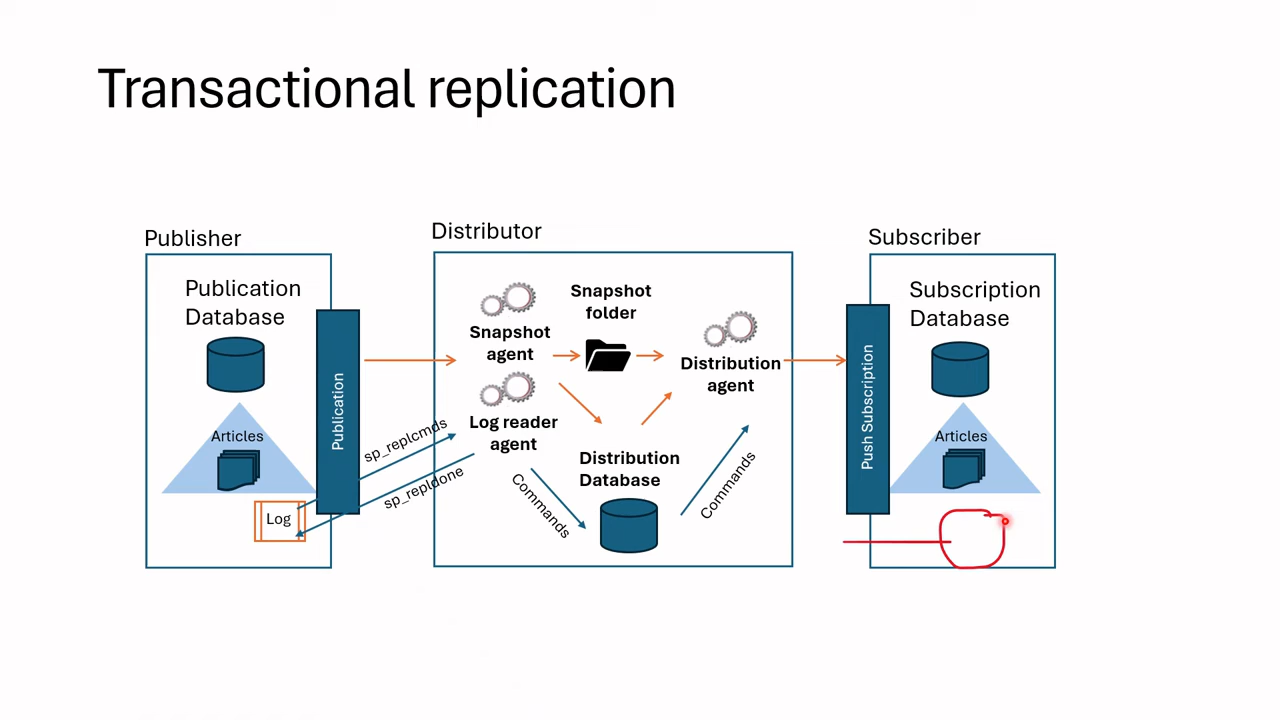 Transactional replication
Publisher
Publication
Database
Articles
Log
Publication
sp_replcmds
sp_repldone
Distributor
Snapshot
agent
Log reader
agent
Snapshot
folder
Distribution
agent
Distribution
Database
Commands
Commands
Subscriber
Push Subscription
Subscription
Database
Articles